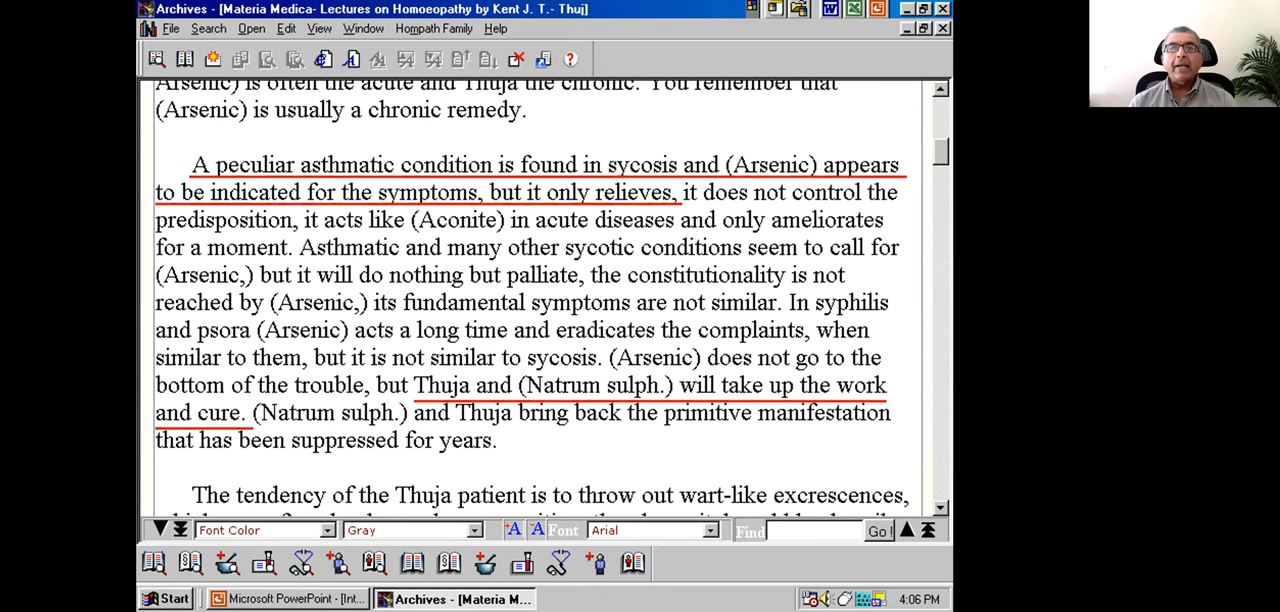 Archives - [Materia Medica- Lectures on Homoeopathy by Kent J. T.- Thuj]
File Search Open Edit View Window Hompath Family Help
Arsenic) is often the acute and Thuja the chronic. You remember that
(Arsenic) is usually a chronic remedy.
A peculiar asthmatic condition is found in sycosis and (Arsenic) appears
to be indicated for the symptoms, but it only relieves, it does not control the
predisposition, it acts like (Aconite) in acute diseases and only ameliorates
for a moment. Asthmatic and many other sycotic conditions seem to call for
(Arsenic,) but it will do nothing but palliate, the constitutionality is not
reached by (Arsenic,) its fundamental symptoms are not similar. In syphilis
and psora (Arsenic) acts a long time and eradicates the complaints, when
similar to them, but it is not similar to sycosis. (Arsenic) does not go to the
bottom of the trouble, but Thuja and (Natrum sulph.) will take up the work
and cure. (Natrum sulph.) and Thuja bring back the primitive manifestation
that has been suppressed for years.
The tendency of the Thuja patient is to throw out wart-like excrescences,
Font Color Gray A A Font Arial Find Go!
Start Microsoft PowerPoint - [Int... Archives - [Materia M... 4:06 PM